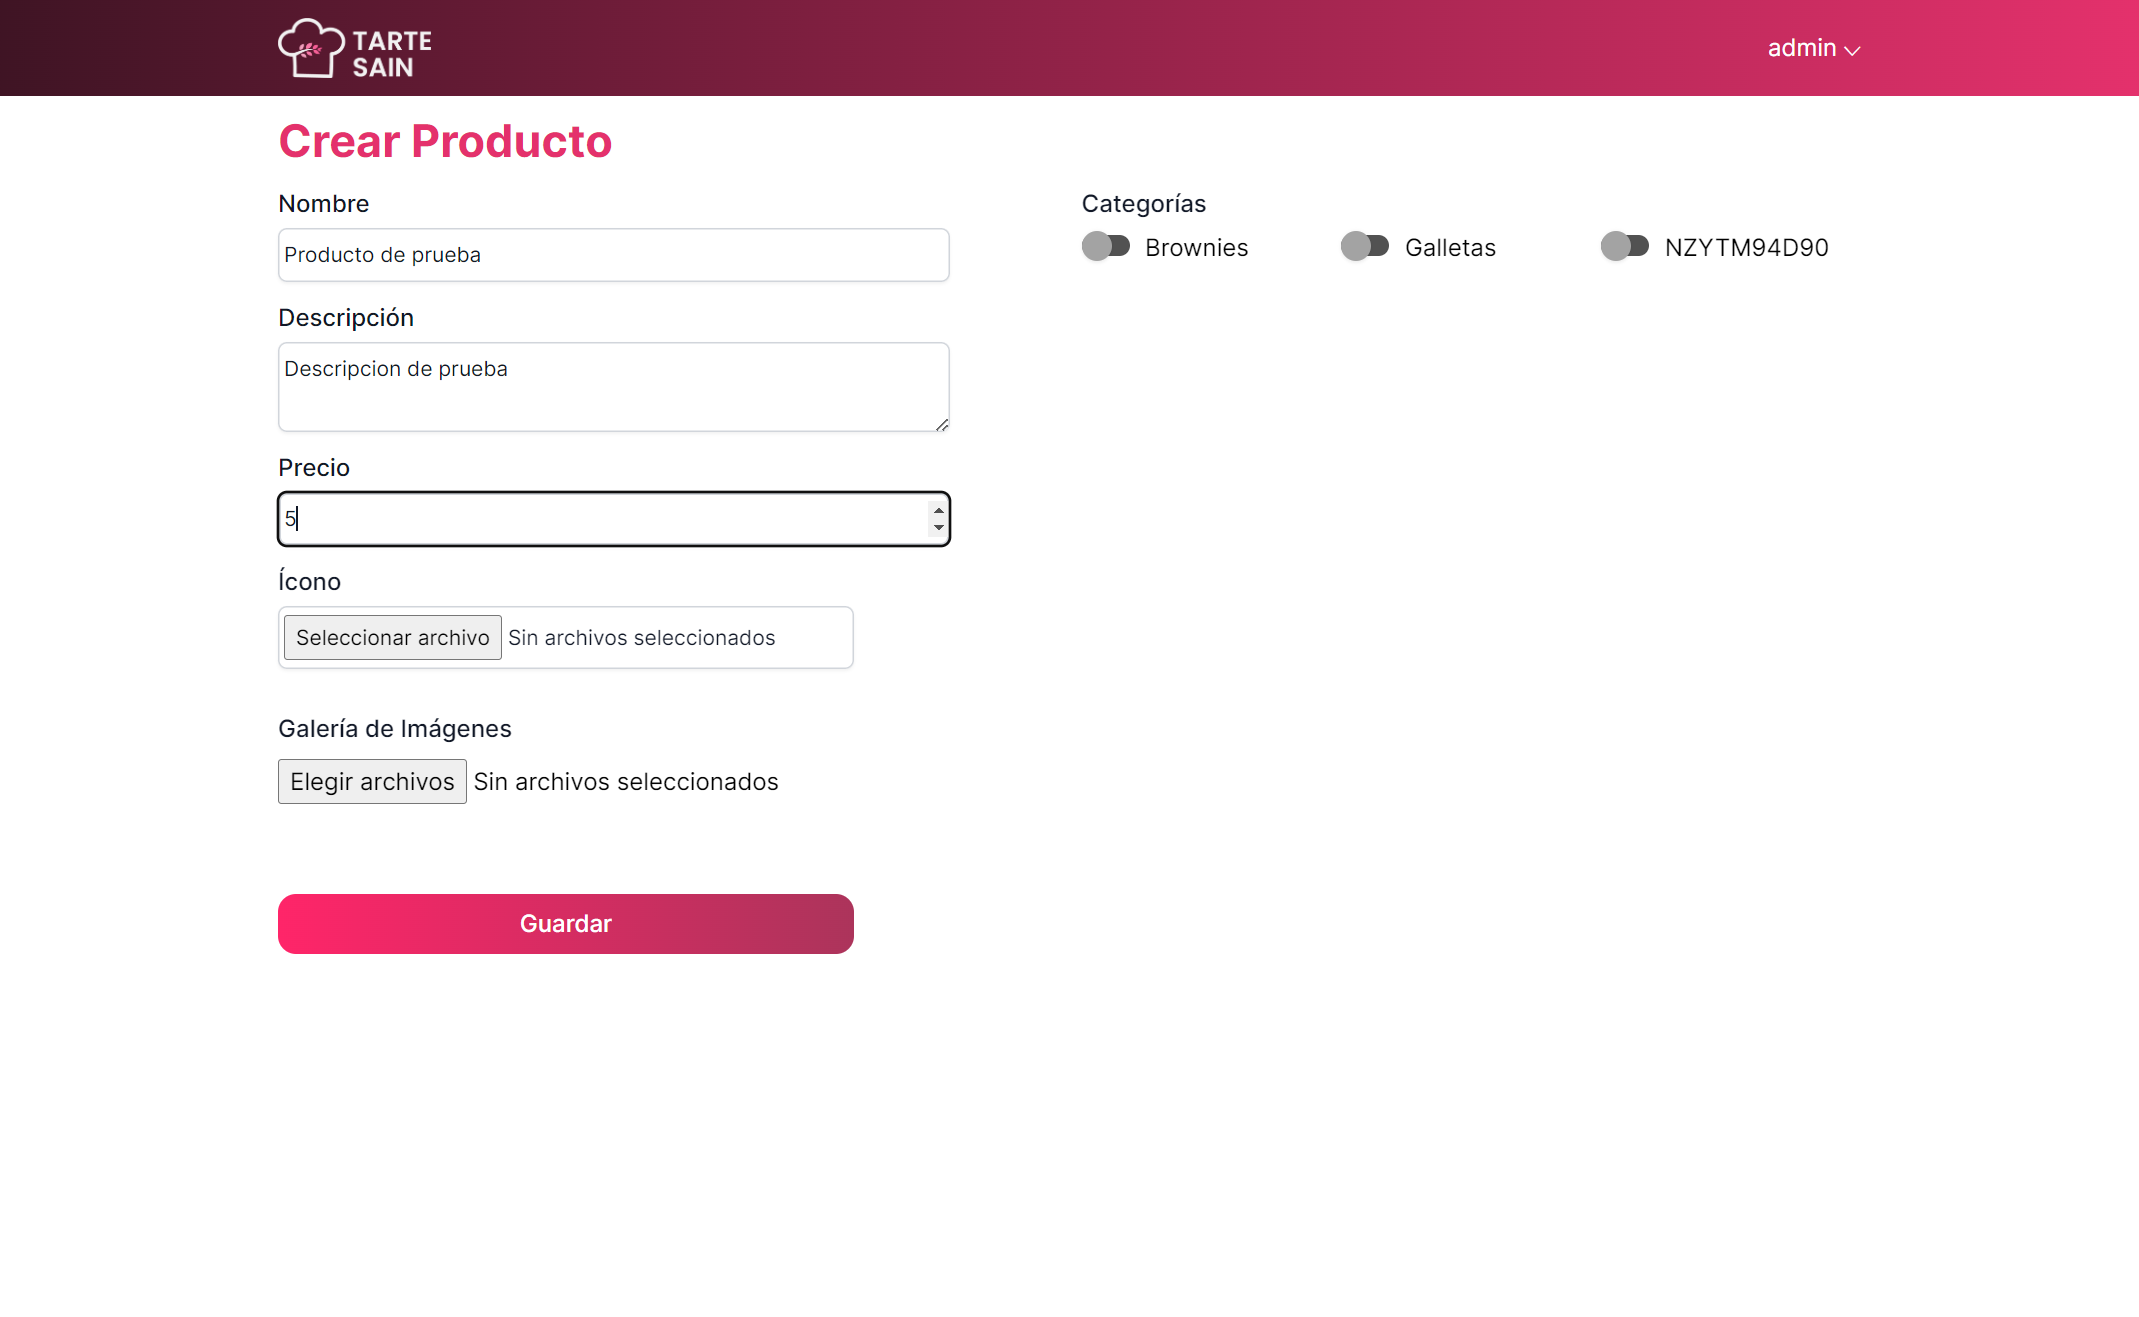 TARTE
SAIN
admin
Crear Producto
Nombre
Producto de prueba
Descripción
Descripcion de prueba
Precio
5
Ícono
Seleccionar archivo Sin archivos seleccionados
Galería de Imágenes
Elegir archivos Sin archivos seleccionados
Guardar
Categorías
Brownies Galletas NZYTM94D90